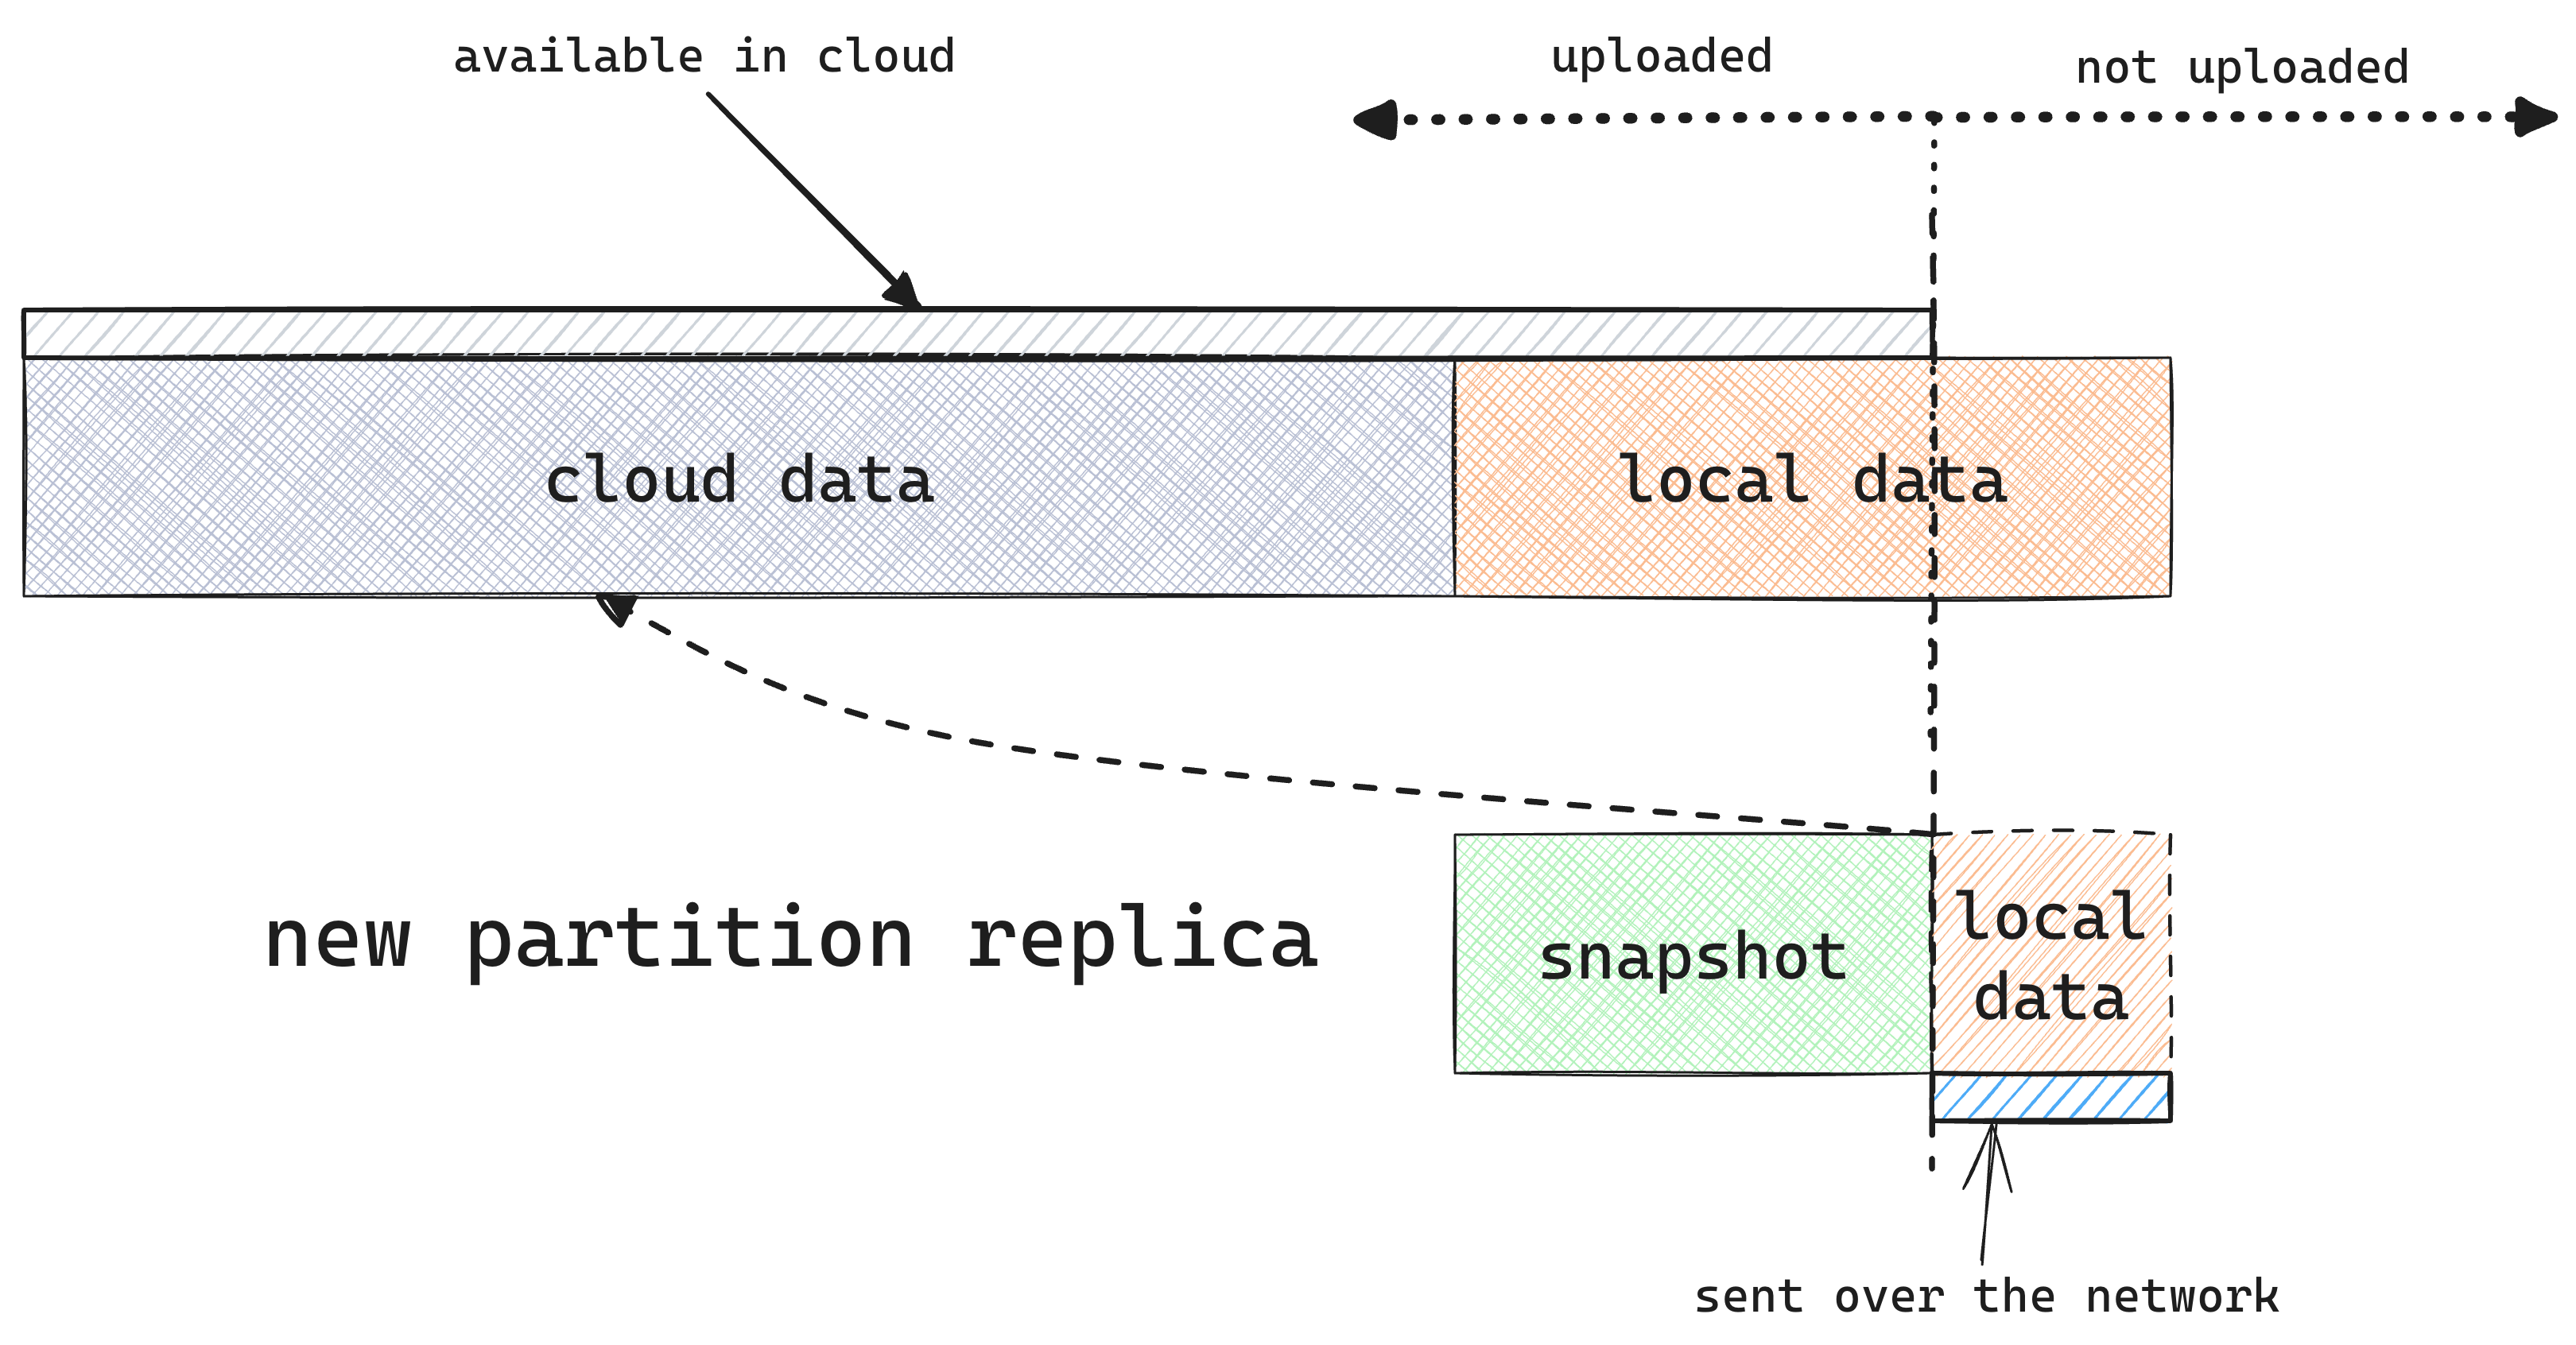 available in cloud
uploaded
not uploaded
cloud data
local data
new partition replica
snapshot
local
data
sent over the network